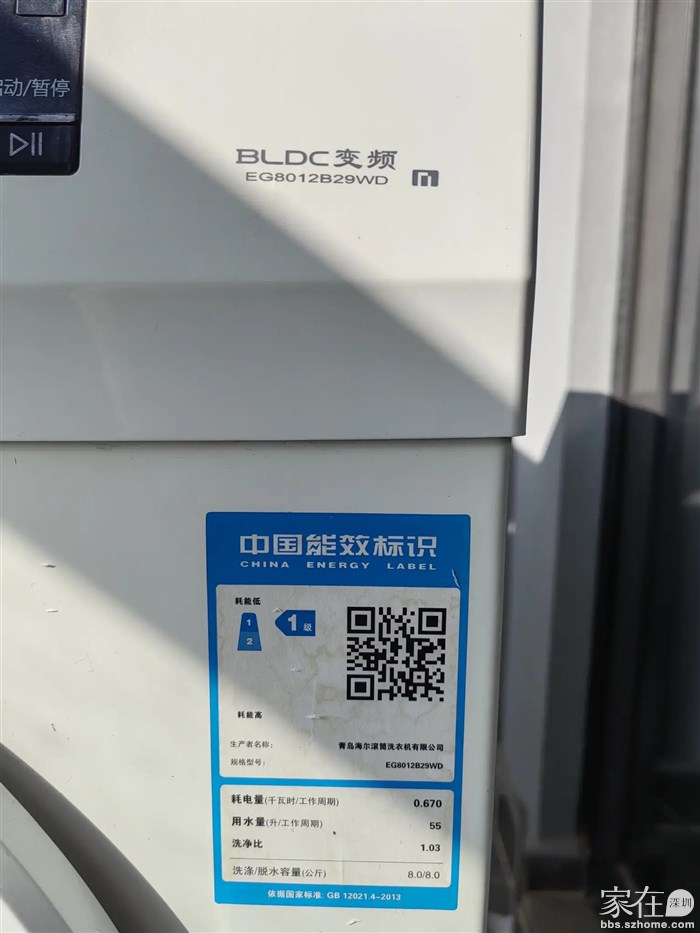 启动/暂停
BLDC变频
EG8012B29WD
中国能效标识
CHINA ENERGY LABEL
耗能低
1
2
1级
耗能高
生产者名称: 青岛海尔滚筒洗衣机有限公司
规格型号: EG8012B29WD
耗电量(千瓦时/工作周期) 0.670
用水量(升/工作周期) 55
洗净比 1.03
洗涤/脱水容量(公斤) 8.0/8.0
依据国家标准: GB 12021.4-2013
家在深圳
bbs.szhome.com